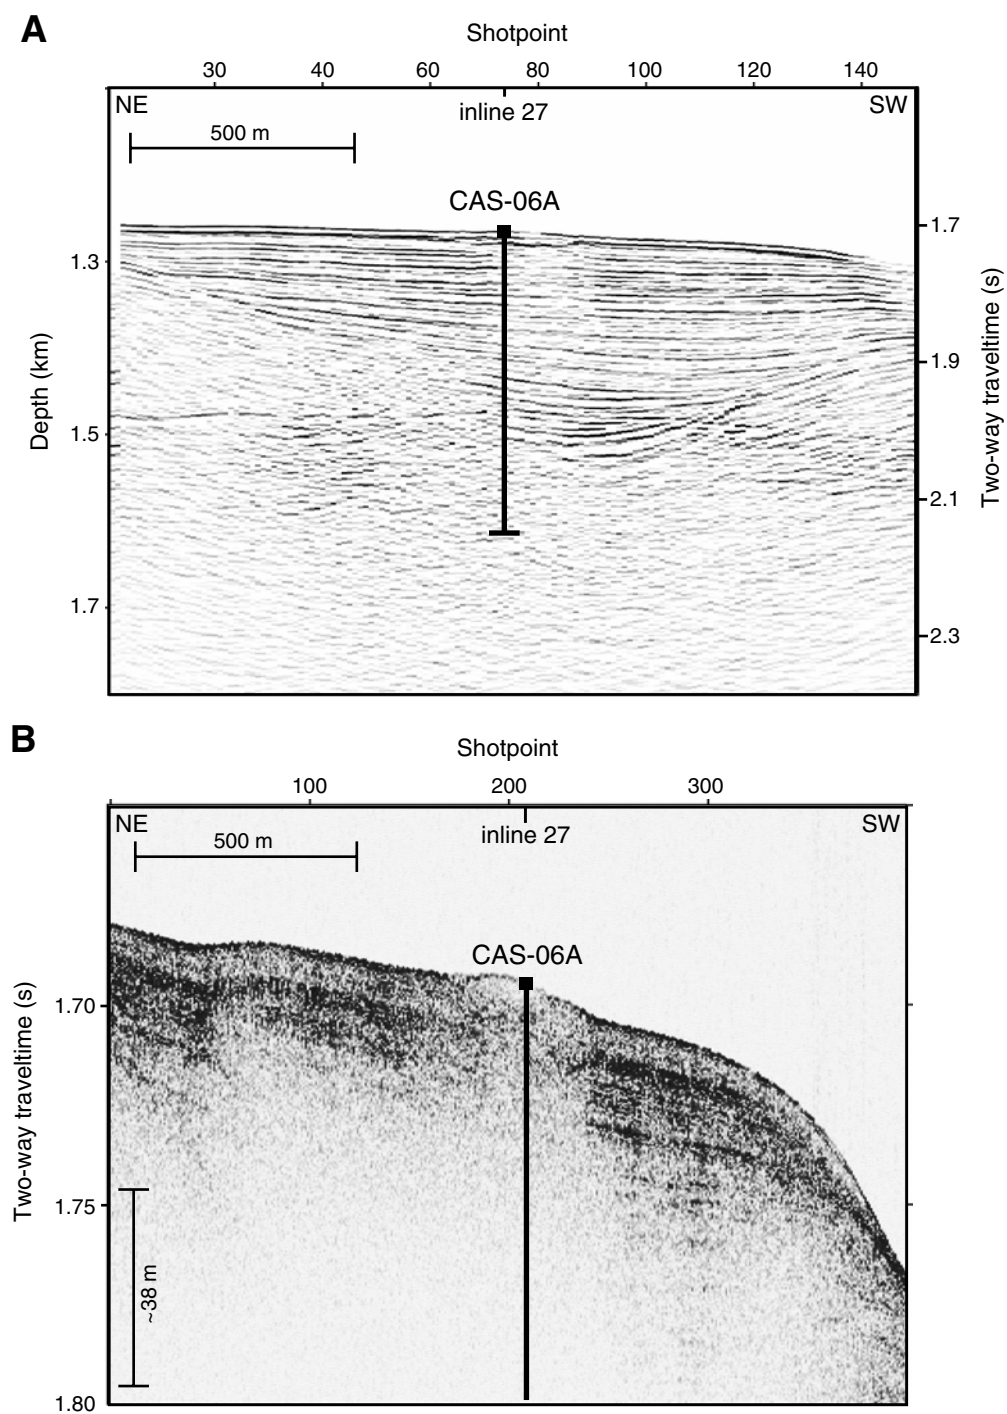 A
Shotpoint
30 40 60 80 100 120 140
NE
inline 27
SW
500 m
CAS-06A
1.3
1.5
1.7
Depth (km)
1.7
1.9
2.1
2.3
Two-way traveltime (s)
B
Shotpoint
100 200 300
NE
inline 27
SW
500 m
CAS-06A
1.70
1.75
1.80
Two-way traveltime (s)
~38 m